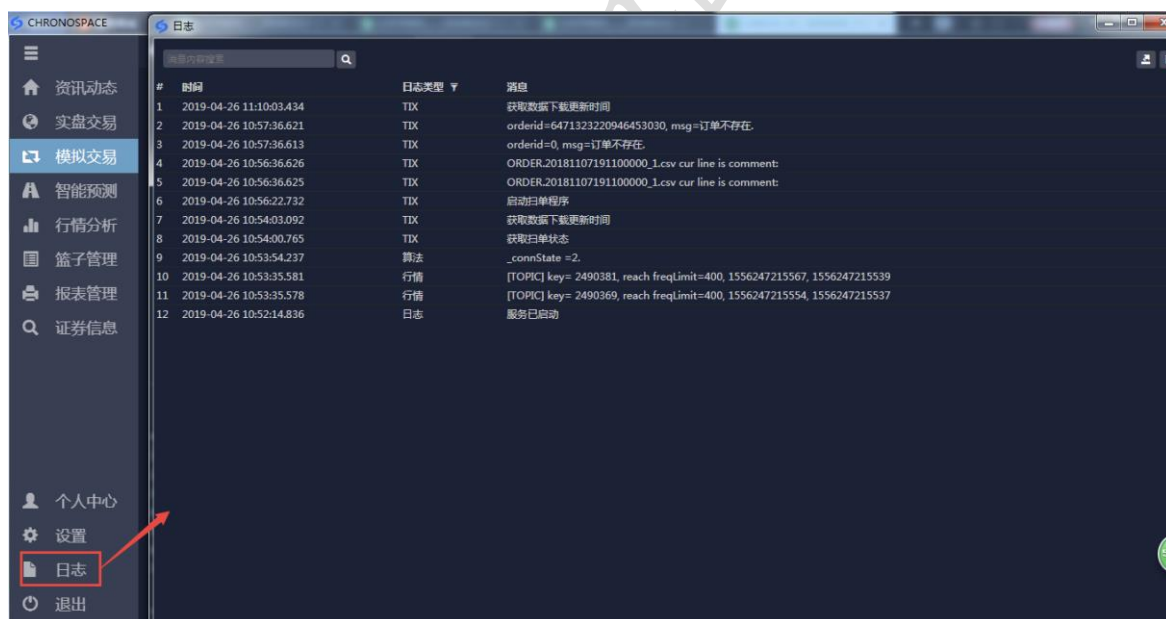 CHRONOSPACE
日志
消息内容搜索
资讯动态
实盘交易
模拟交易
智能预测
行情分析
篮子管理
报表管理
证券信息
个人中心
设置
日志
退出
# 时间 日志类型 消息
1 2019-04-26 11:10:03.434 TIX 获取数据下载更新时间
2 2019-04-26 10:57:36.621 TIX orderid=6471323220946453030, msg=订单不存在.
3 2019-04-26 10:57:36.613 TIX orderid=0, msg=订单不存在.
4 2019-04-26 10:56:36.626 TIX ORDER.20181107191100000_1.csv cur line is comment:
5 2019-04-26 10:56:36.625 TIX ORDER.20181107191100000_1.csv cur line is comment:
6 2019-04-26 10:56:22.732 TIX 启动扫单程序
7 2019-04-26 10:54:03.092 TIX 获取数据下载更新时间
8 2019-04-26 10:54:00.765 TIX 获取扫单状态
9 2019-04-26 10:53:54.237 算法 _connState =2.
10 2019-04-26 10:53:35.581 行情 [TOPIC] key= 2490381, reach freqLimit=400, 1556247215567, 1556247215539
11 2019-04-26 10:53:35.578 行情 [TOPIC] key= 2490369, reach freqLimit=400, 1556247215554, 1556247215537
12 2019-04-26 10:52:14.836 日志 服务已启动